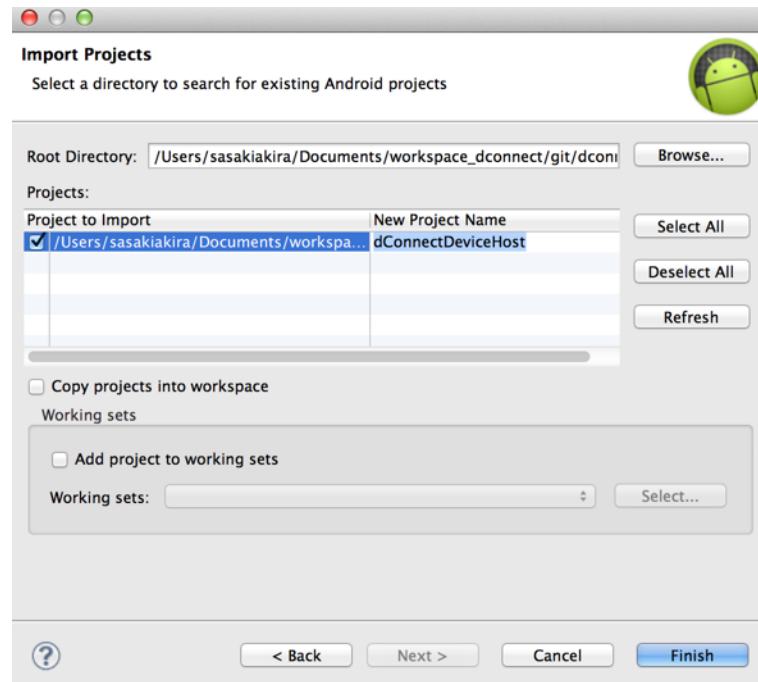 Import Projects
Select a directory to search for existing Android projects
Root Directory: /Users/sasakiakira/Documents/workspace_dconnect/git/dconn Browse...
Projects:
Project to Import New Project Name
/Users/sasakiakira/Documents/workspa... dConnectDeviceHost
Select All
Deselect All
Refresh
Copy projects into workspace
Working sets
Add project to working sets
Working sets: Select...
? < Back Next > Cancel Finish